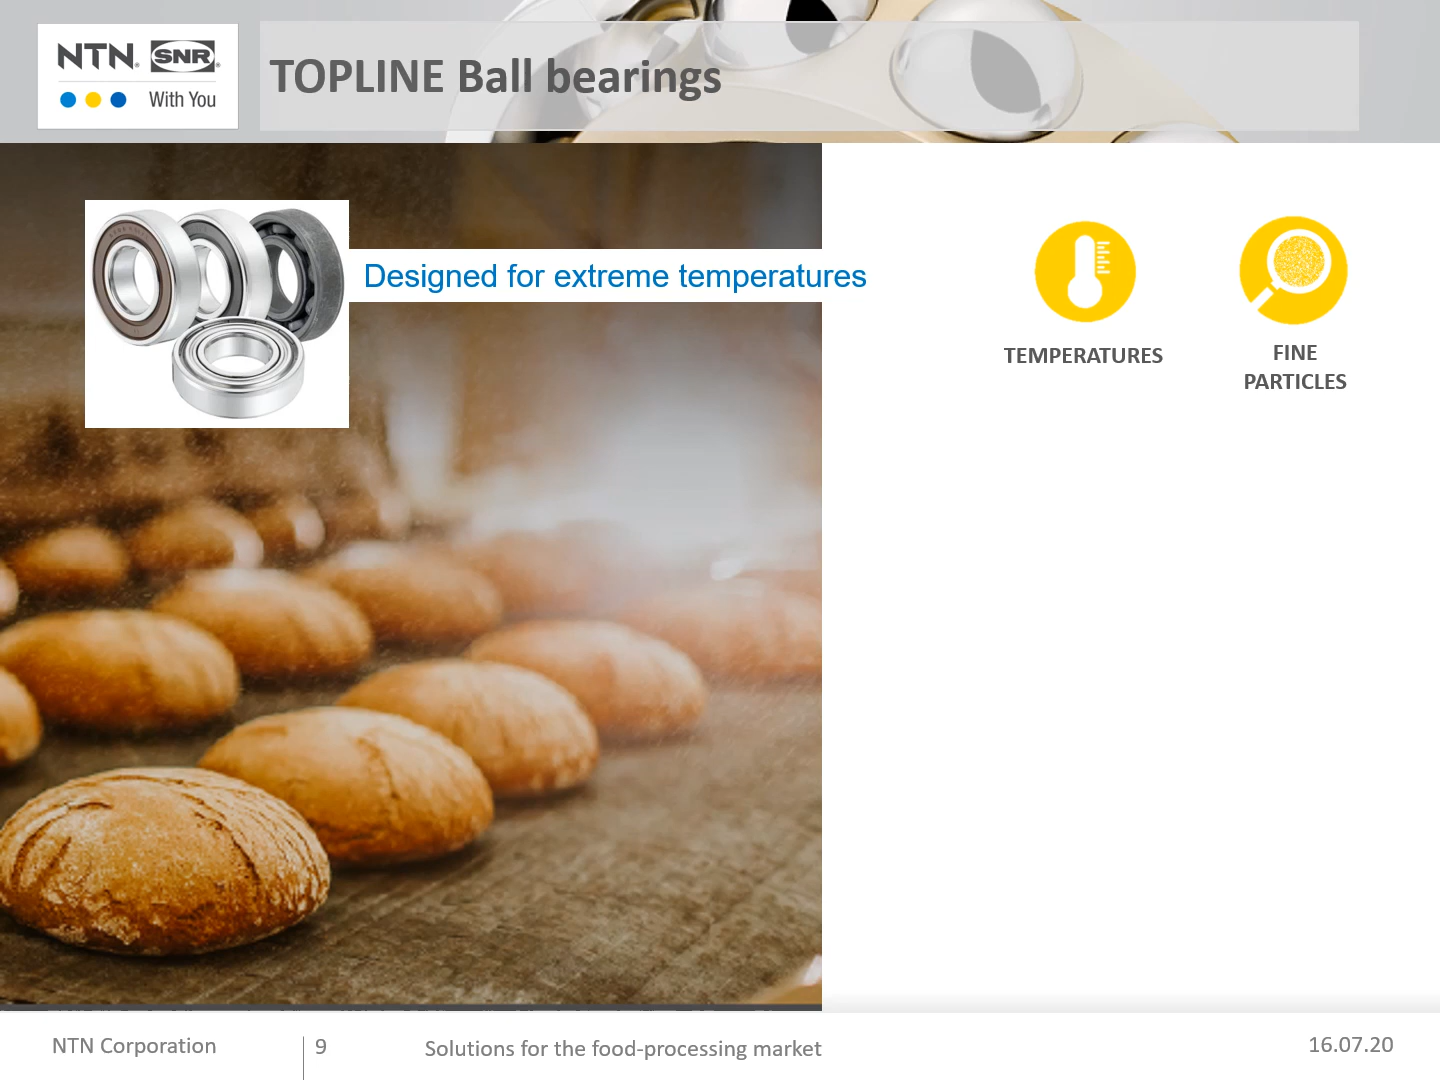 NTN SNR
With You
TOPLINE Ball bearings
Designed for extreme temperatures
TEMPERATURES
FINE
PARTICLES
NTN Corporation
9
Solutions for the food-processing market
16.07.20